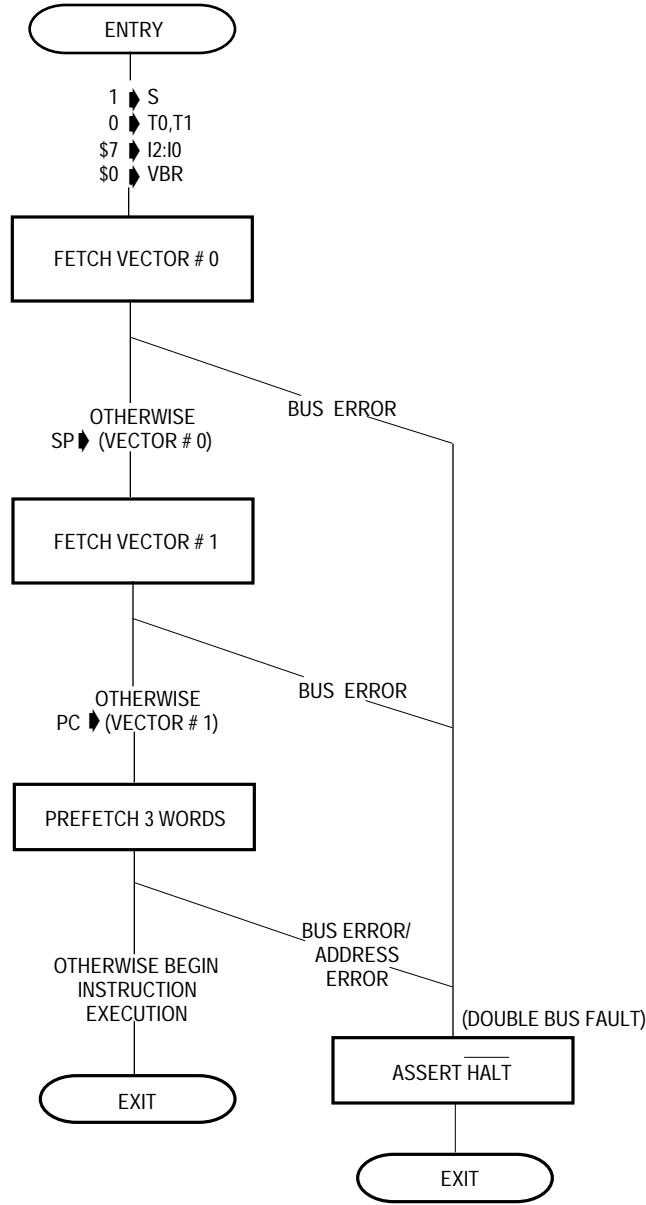 ENTRY
1 S
0 T0,T1
$7 I2:I0
$0 VBR
FETCH VECTOR # 0
BUS ERROR
OTHERWISE
SP (VECTOR # 0)
FETCH VECTOR # 1
BUS ERROR
OTHERWISE
PC (VECTOR # 1)
PREFETCH 3 WORDS
BUS ERROR/
ADDRESS
ERROR
OTHERWISE BEGIN
INSTRUCTION
EXECUTION
(DOUBLE BUS FAULT)
ASSERT HALT
EXIT
EXIT